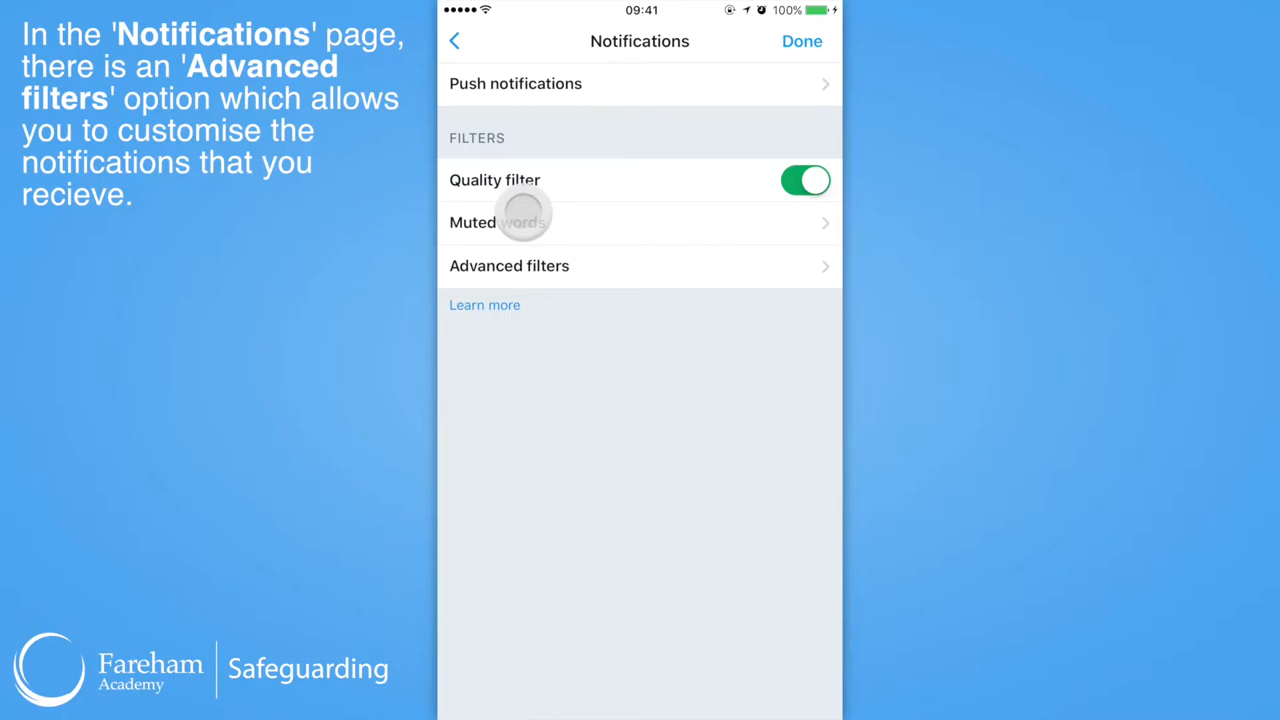 In the 'Notifications' page,
there is an 'Advanced
filters' option which allows
you to customise the
notifications that you
recieve.
09:41
100%
Notifications
Done
Push notifications
FILTERS
Quality filter
Muted words
Advanced filters
Learn more
Fareham
Academy
Safeguarding